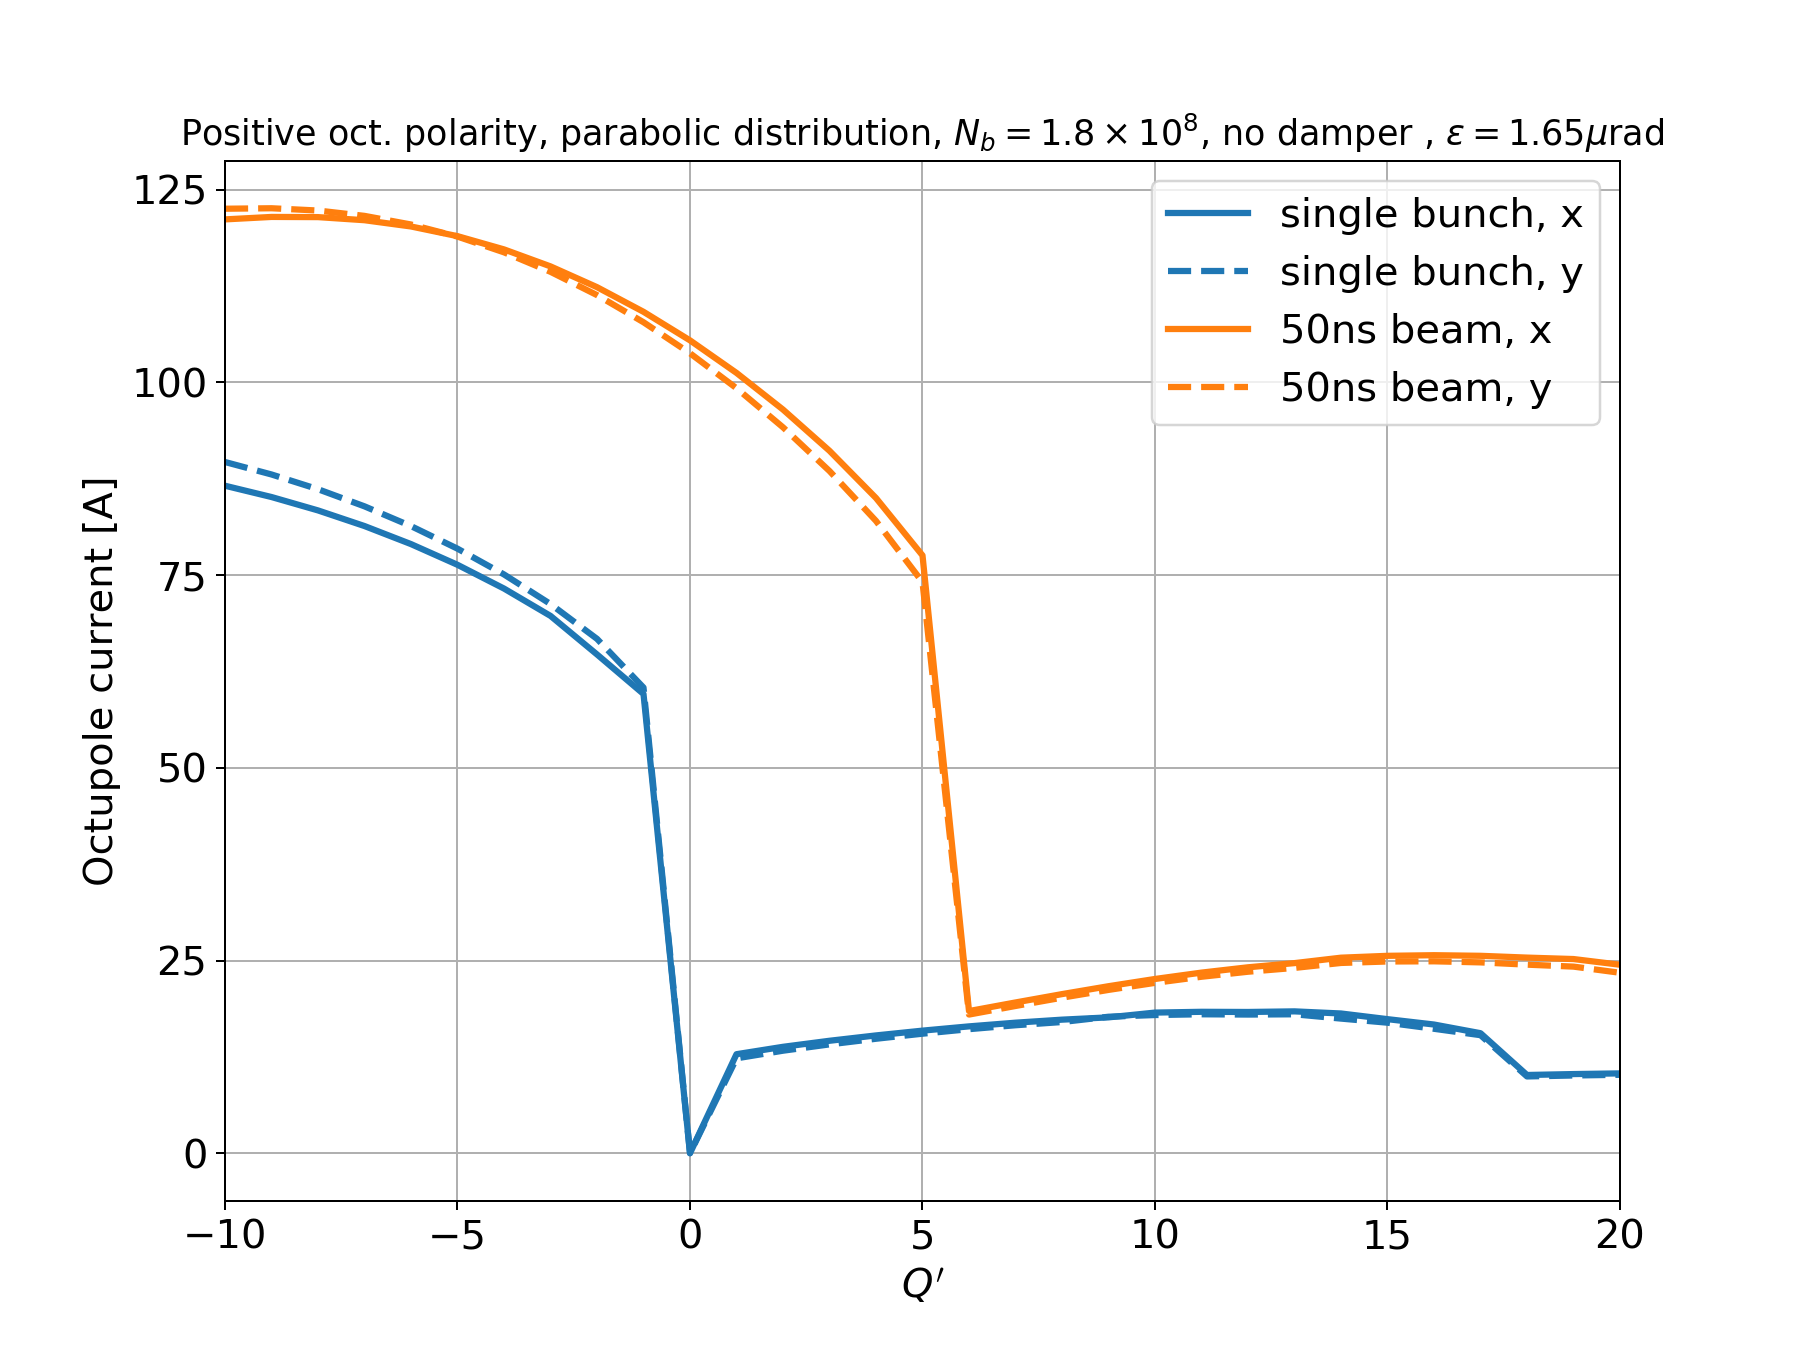 Positive oct. polarity, parabolic distribution, $N_b = 1.8 \times 10^8$, no damper , $\varepsilon = 1.65\mu$rad
125
100
75
50
25
0
Octupole current [A]
single bunch, x
single bunch, y
50ns beam, x
50ns beam, y
−10 −5 0 5 10 15 20
Q′